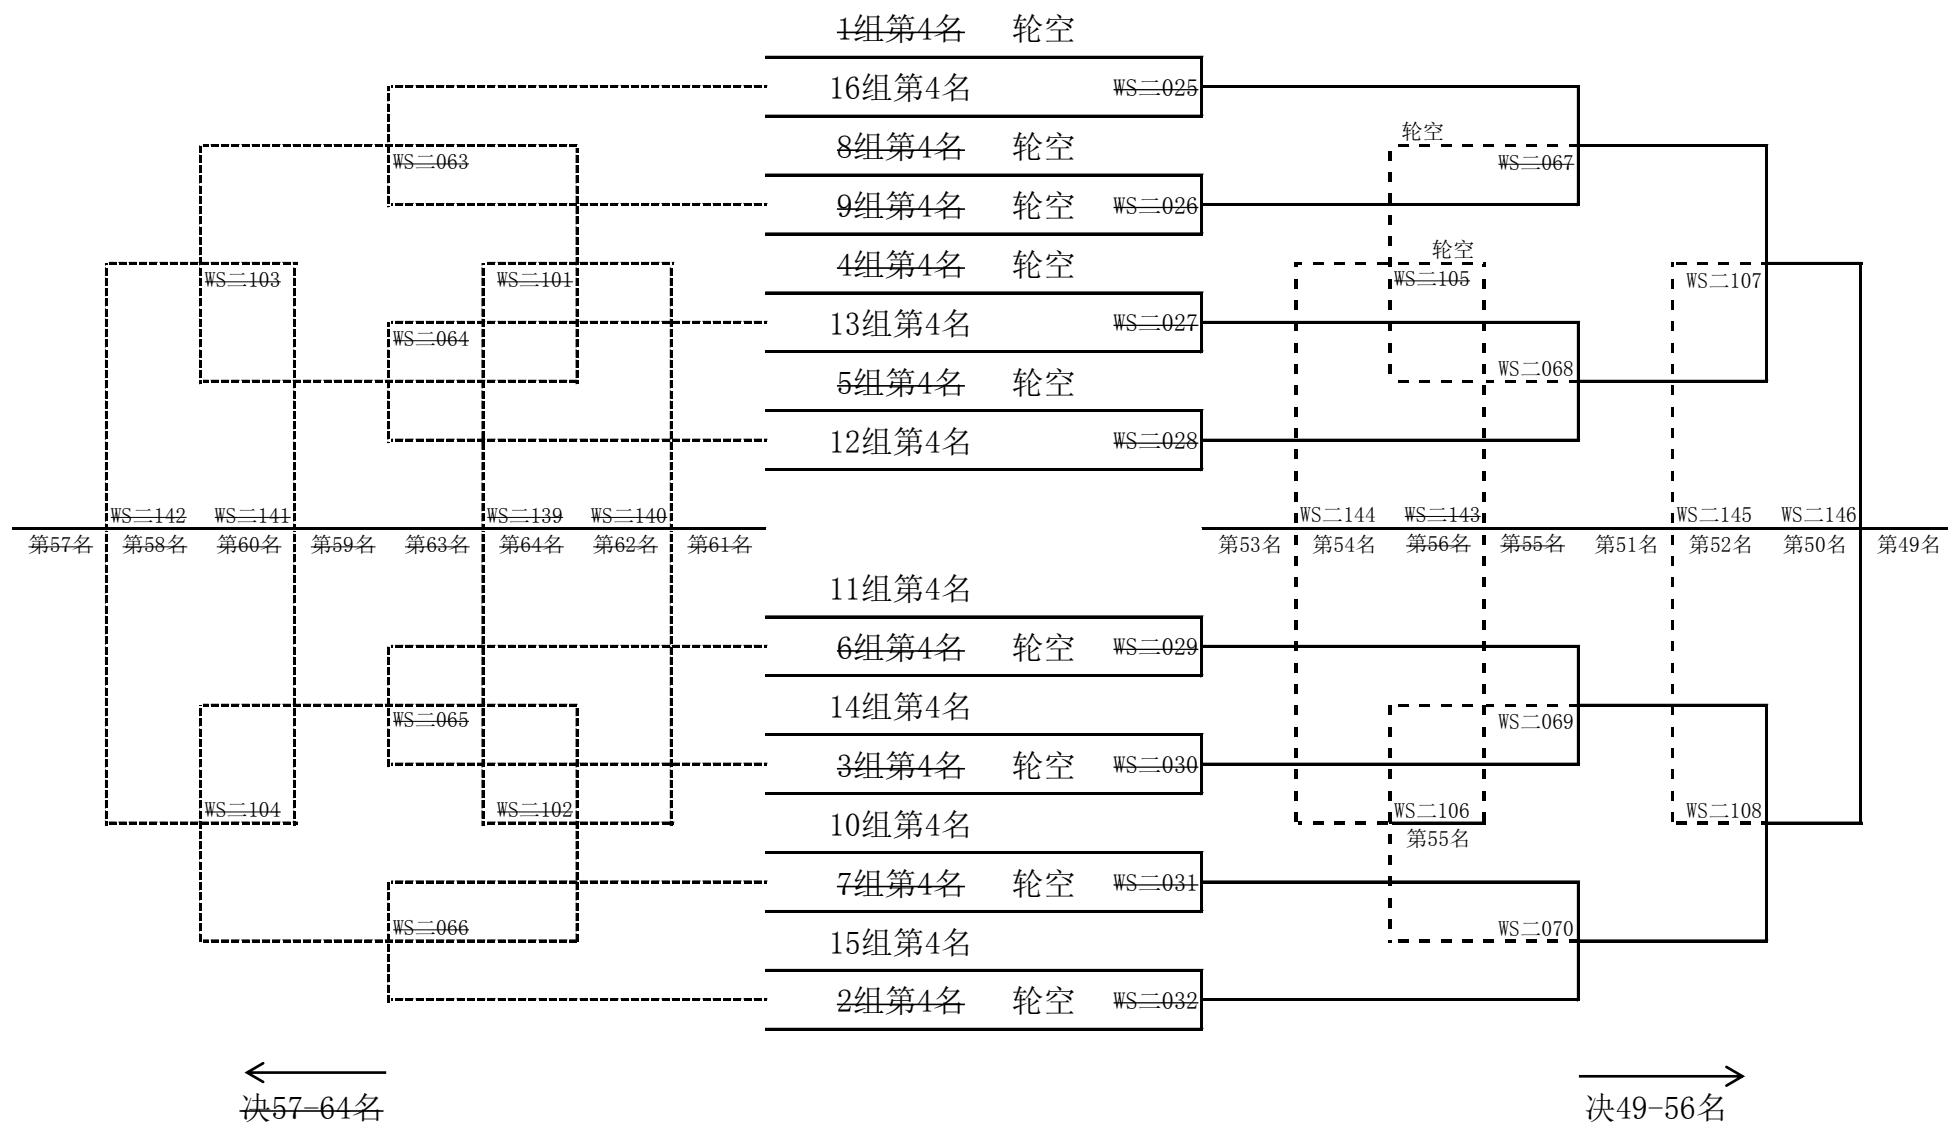 1组第4名 轮空
16组第4名 WS二025
8组第4名 轮空
轮空
WS二063
WS二067
9组第4名 轮空 WS二026
4组第4名 轮空
轮空
WS二103
WS二101
WS二105
WS二107
13组第4名 WS二027
WS二064
WS二068
5组第4名 轮空
12组第4名 WS二028
WS二142 WS二141 WS二139 WS二140 WS二144 WS二143 WS二145 WS二146
第57名 第58名 第60名 第59名 第63名 第64名 第62名 第61名 第53名 第54名 第56名 第55名 第51名 第52名 第50名 第49名
11组第4名
6组第4名 轮空 WS二029
14组第4名
WS二065
WS二069
3组第4名 轮空 WS二030
WS二104
WS二102
WS二106
WS二108
10组第4名
第55名
7组第4名 轮空 WS二031
WS二066
WS二070
15组第4名
2组第4名 轮空 WS二032
决57-64名
决49-56名